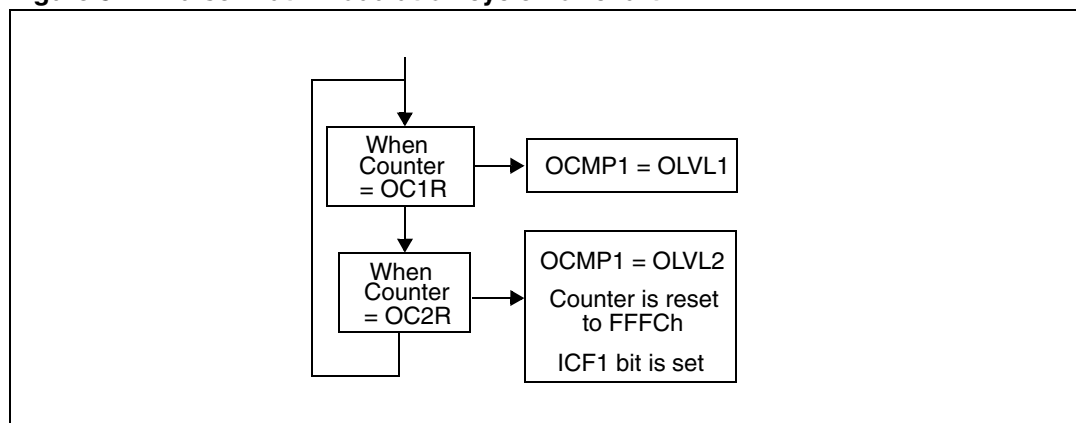 When
Counter
= OC1R
OCMP1 = OLVL1
When
Counter
= OC2R
OCMP1 = OLVL2
Counter is reset
to FFFCh
ICF1 bit is set